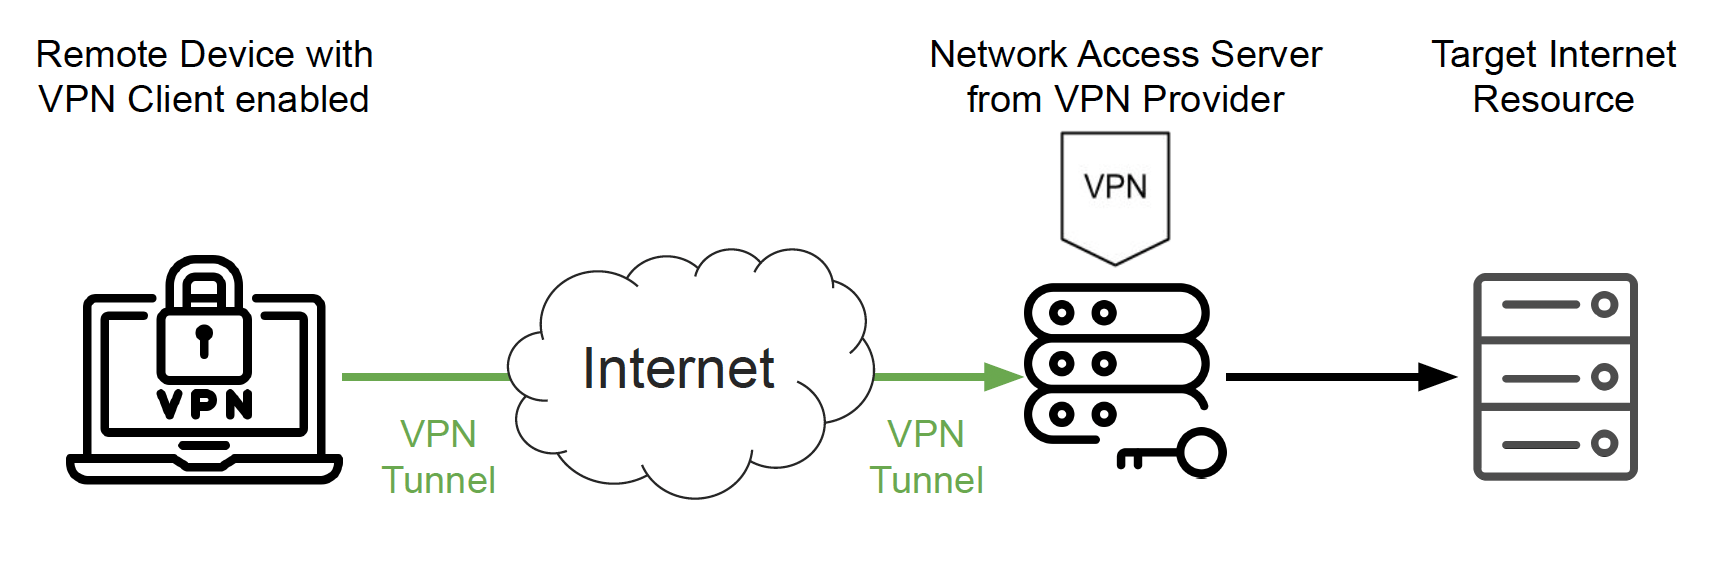 Remote Device with
VPN Client enabled
Network Access Server
from VPN Provider
Target Internet
Resource
VPN
VPN
Internet
VPN
Tunnel
VPN
Tunnel